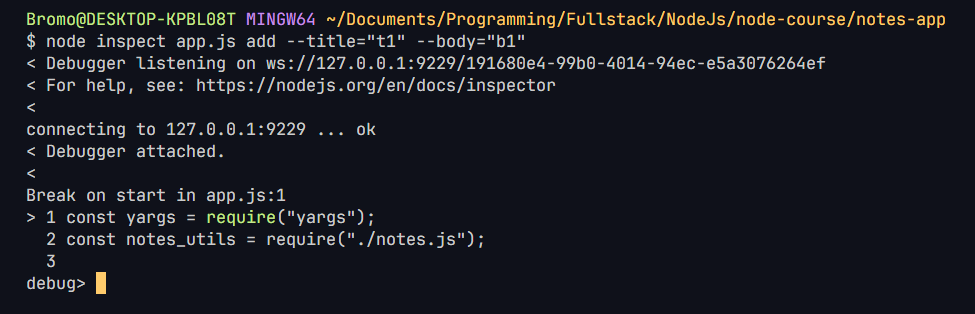 Bromo@DESKTOP-KPBL08T MINGW64 ~/Documents/Programming/Fullstack/NodeJs/node-course/notes-app
$ node inspect app.js add --title="t1" --body="b1"
< Debugger listening on ws://127.0.0.1:9229/191680e4-99b0-4014-94ec-e5a3076264ef
< For help, see: https://nodejs.org/en/docs/inspector
<
connecting to 127.0.0.1:9229 ... ok
< Debugger attached.
<
Break on start in app.js:1
> 1 const yargs = require("yargs");
  2 const notes_utils = require("./notes.js");
  3
debug>